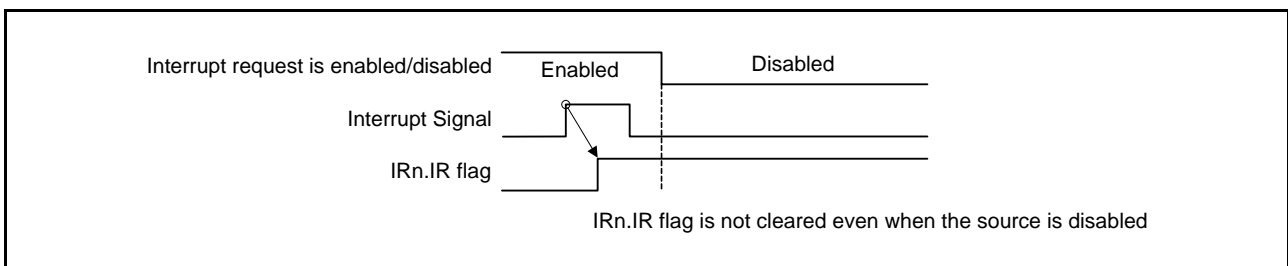 Interrupt request is enabled/disabled
Enabled
Disabled
Interrupt Signal
IRn.IR flag
IRn.IR flag is not cleared even when the source is disabled